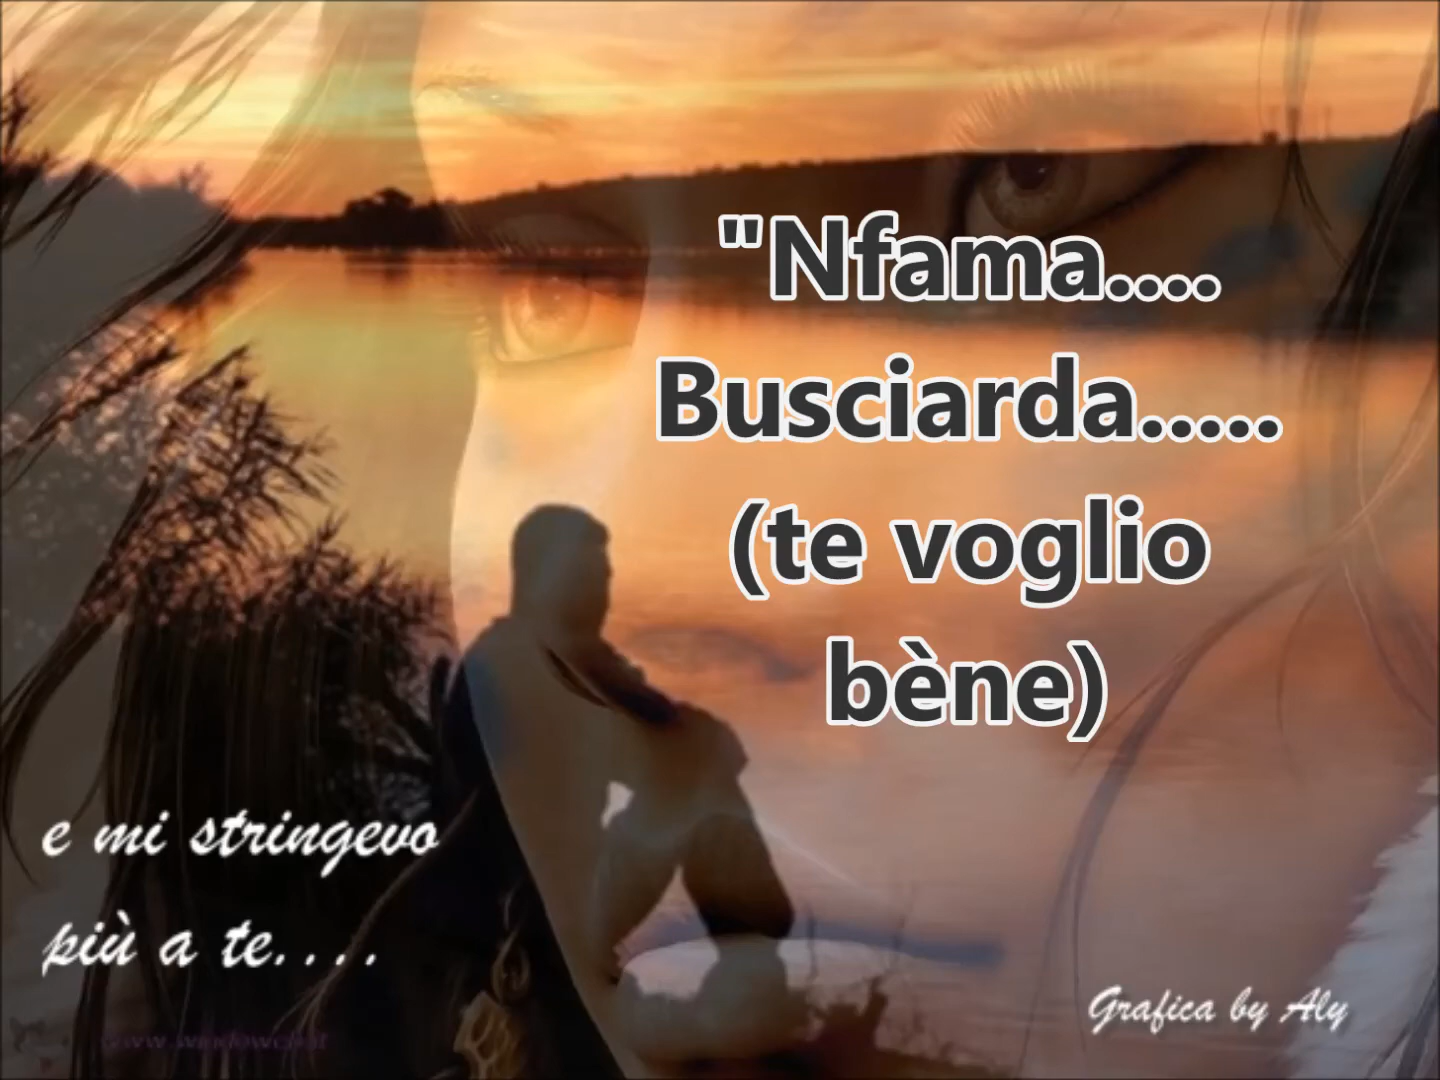 "Nfama....
Busciarda.....
(te voglio
bène)
e mi stringevo
più a te....
Grafica by Aly